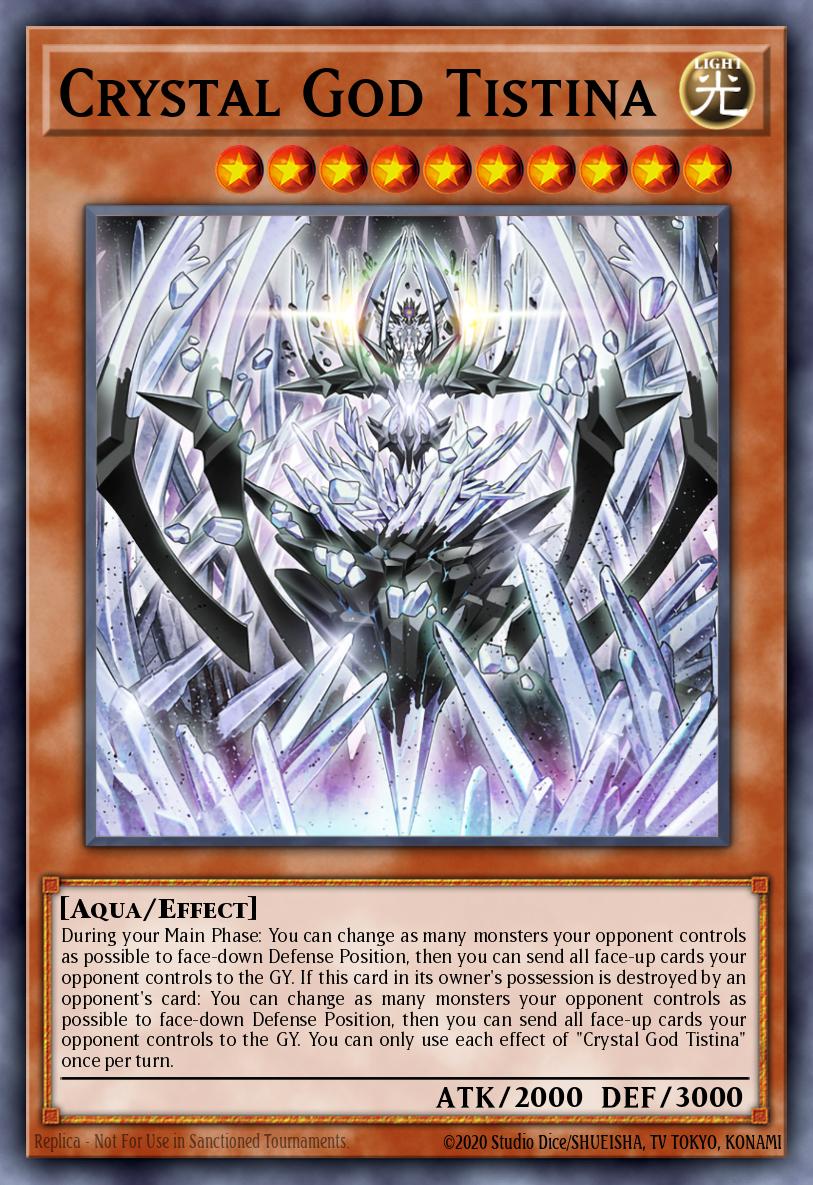 Crystal God Tistina
LIGHT
光
[Aqua/Effect]
During your Main Phase: You can change as many monsters your opponent controls
as possible to face-down Defense Position, then you can send all face-up cards your
opponent controls to the GY. If this card in its owner's possession is destroyed by an
opponent's card: You can change as many monsters your opponent controls as
possible to face-down Defense Position, then you can send all face-up cards your
opponent controls to the GY. You can only use each effect of "Crystal God Tistina"
once per turn.
ATK/2000 DEF/3000
Replica - Not For Use in Sanctioned Tournaments.
©2020 Studio Dice/SHUEISHA, TV TOKYO, KONAMI